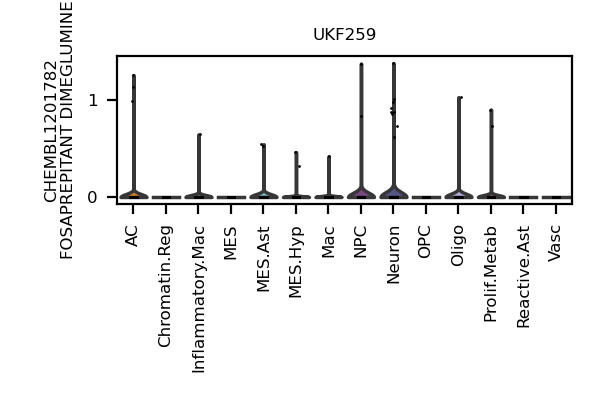 UKF259
CHEMBL1201782
FOSAPREPITANT DIMEGLUMINE
1
0
AC
Chromatin.Reg
Inflammatory.Mac
MES
MES.Ast
MES.Hyp
Mac
NPC
Neuron
OPC
Oligo
Prolif.Metab
Reactive.Ast
Vasc